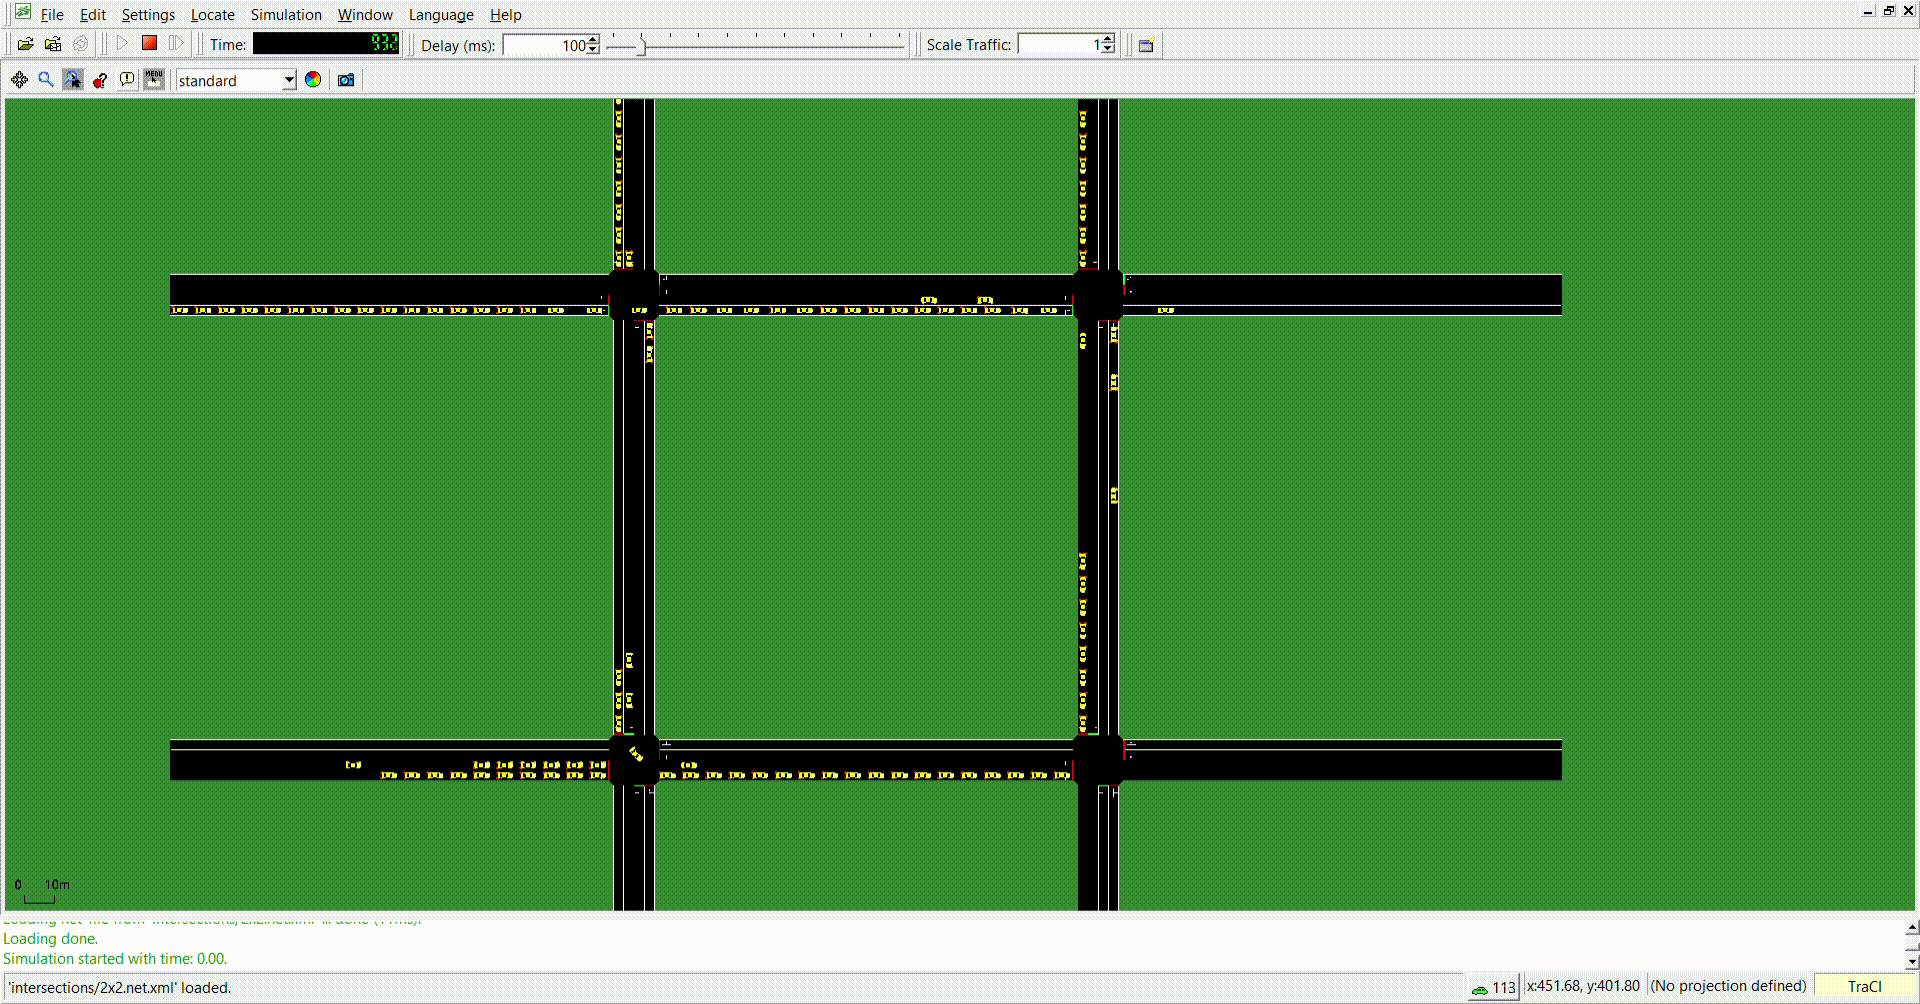 File Edit Settings Locate Simulation Window Language Help
Time: 938 Delay (ms): 100 Scale Traffic: 1
MENU standard
0 10m
Loading done.
Simulation started with time: 0.00.
'intersections/2x2.net.xml' loaded. 113 x:451.68, y:401.80 (No projection defined) TraCI